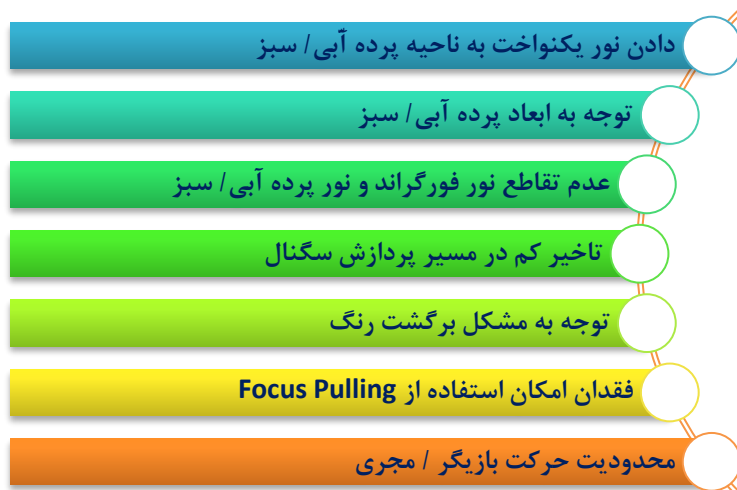 دادن نور یکنواخت به ناحیه پرده آبی/ سبز
توجه به ابعاد پرده آبی/ سبز
عدم تقاطع نور فورگراند و نور پرده آبی/ سبز
تاخیر کم در مسیر پردازش سگنال
توجه به مشکل برگشت رنگ
فقدان امکان استفاده از Focus Pulling
محدودیت حرکت بازیگر / مجری